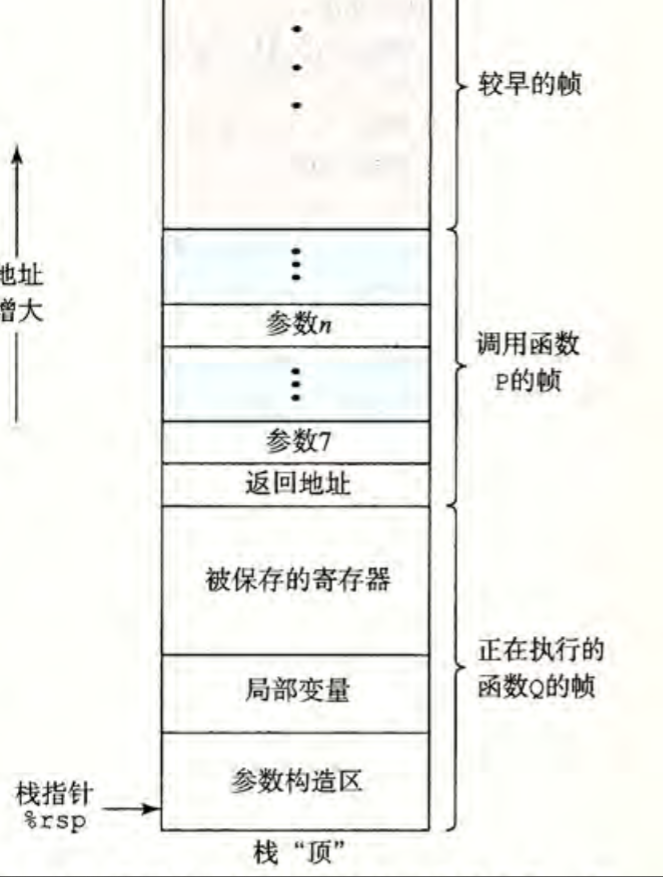 较早的帧
地址
增大
参数n
调用函数
P的帧
参数7
返回地址
被保存的寄存器
正在执行的
函数Q的帧
局部变量
参数构造区
栈指针
%rsp
栈“顶”